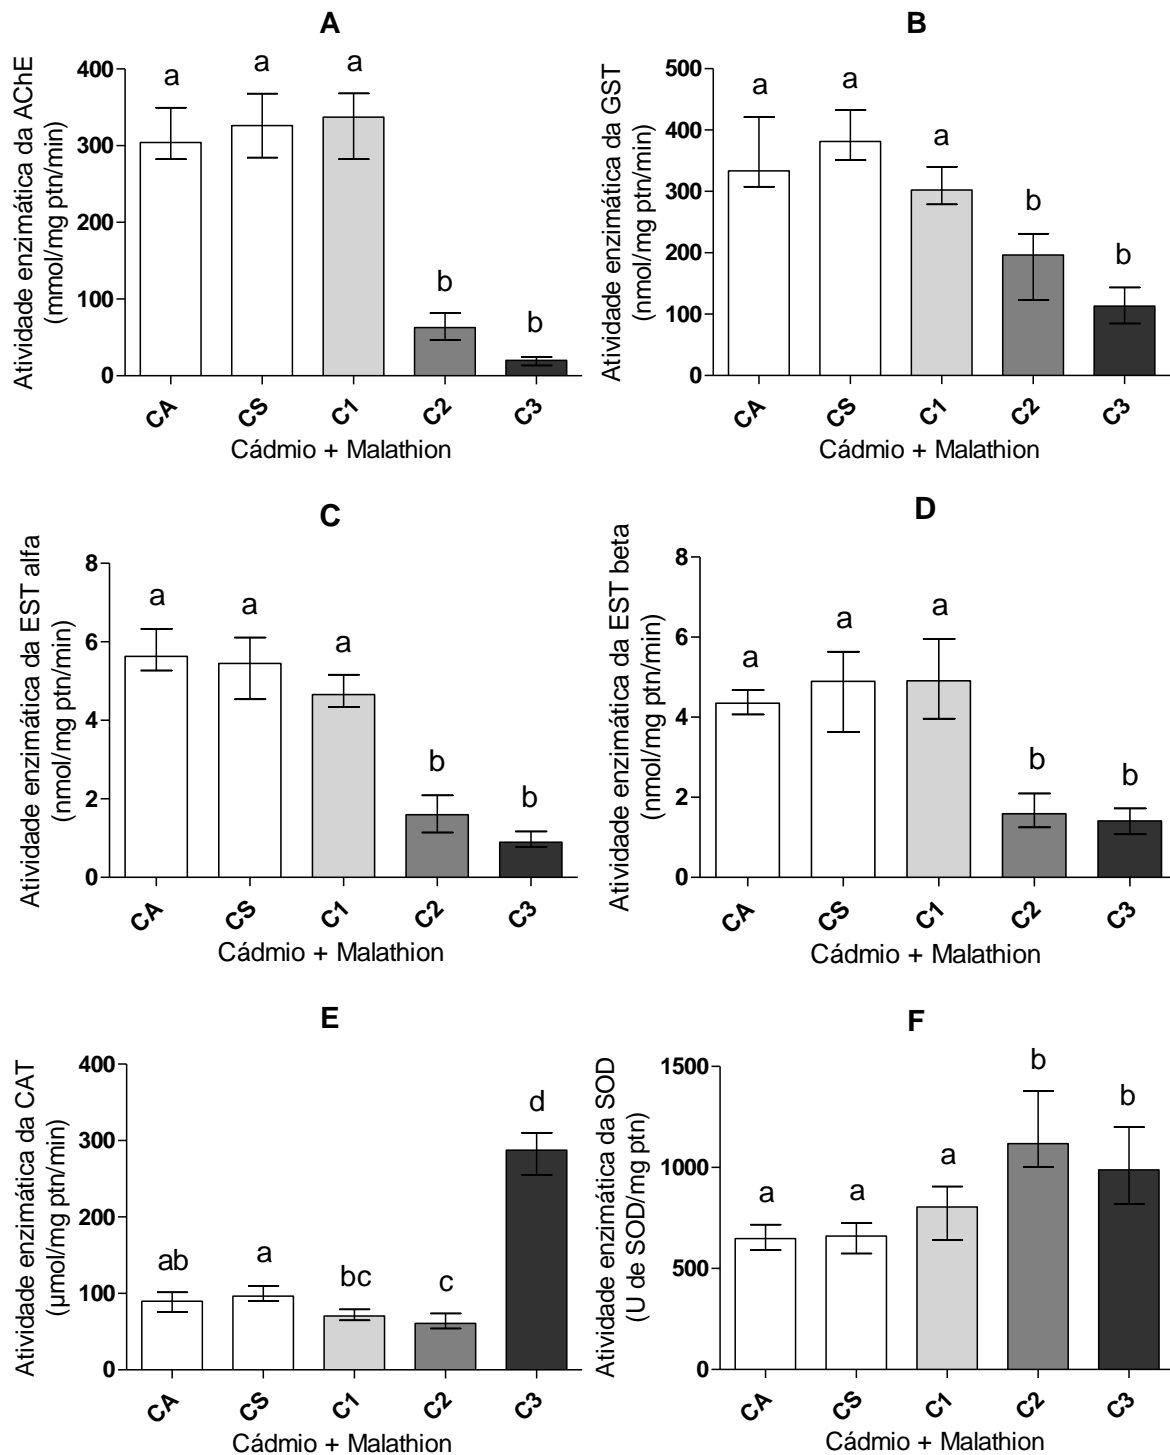 A
Atividade enzimática da AChE
(mmol/mg ptn/min)
400
300
200
100
0
a
a
a
b
b
CA
CS
C1
C2
C3
Cádmio + Malathion
B
Atividade enzimática da GST
(nmol/mg ptn/min)
500
400
300
200
100
0
a
a
a
b
b
CA
CS
C1
C2
C3
Cádmio + Malathion
C
Atividade enzimática da EST alfa
(nmol/mg ptn/min)
8
6
4
2
0
a
a
a
b
b
CA
CS
C1
C2
C3
Cádmio + Malathion
D
Atividade enzimática da EST beta
(nmol/mg ptn/min)
8
6
4
2
0
a
a
a
b
b
CA
CS
C1
C2
C3
Cádmio + Malathion
E
Atividade enzimática da CAT
(µmol/mg ptn/min)
400
300
200
100
0
ab
a
bc
c
d
CA
CS
C1
C2
C3
Cádmio + Malathion
F
Atividade enzimática da SOD
(U de SOD/mg ptn)
1500
1000
500
0
a
a
a
b
b
CA
CS
C1
C2
C3
Cádmio + Malathion